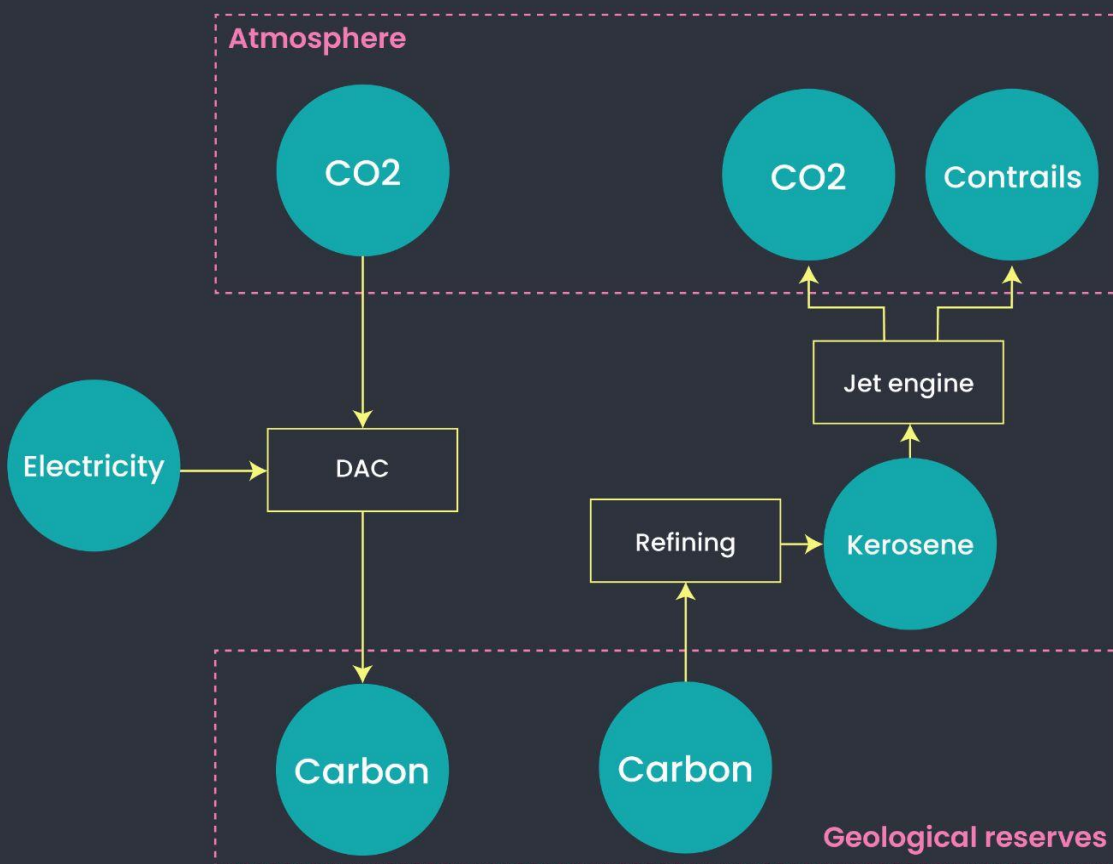 Atmosphere
CO2
CO2
Contrails
Jet engine
Electricity
DAC
Refining
Kerosene
Carbon
Carbon
Geological reserves